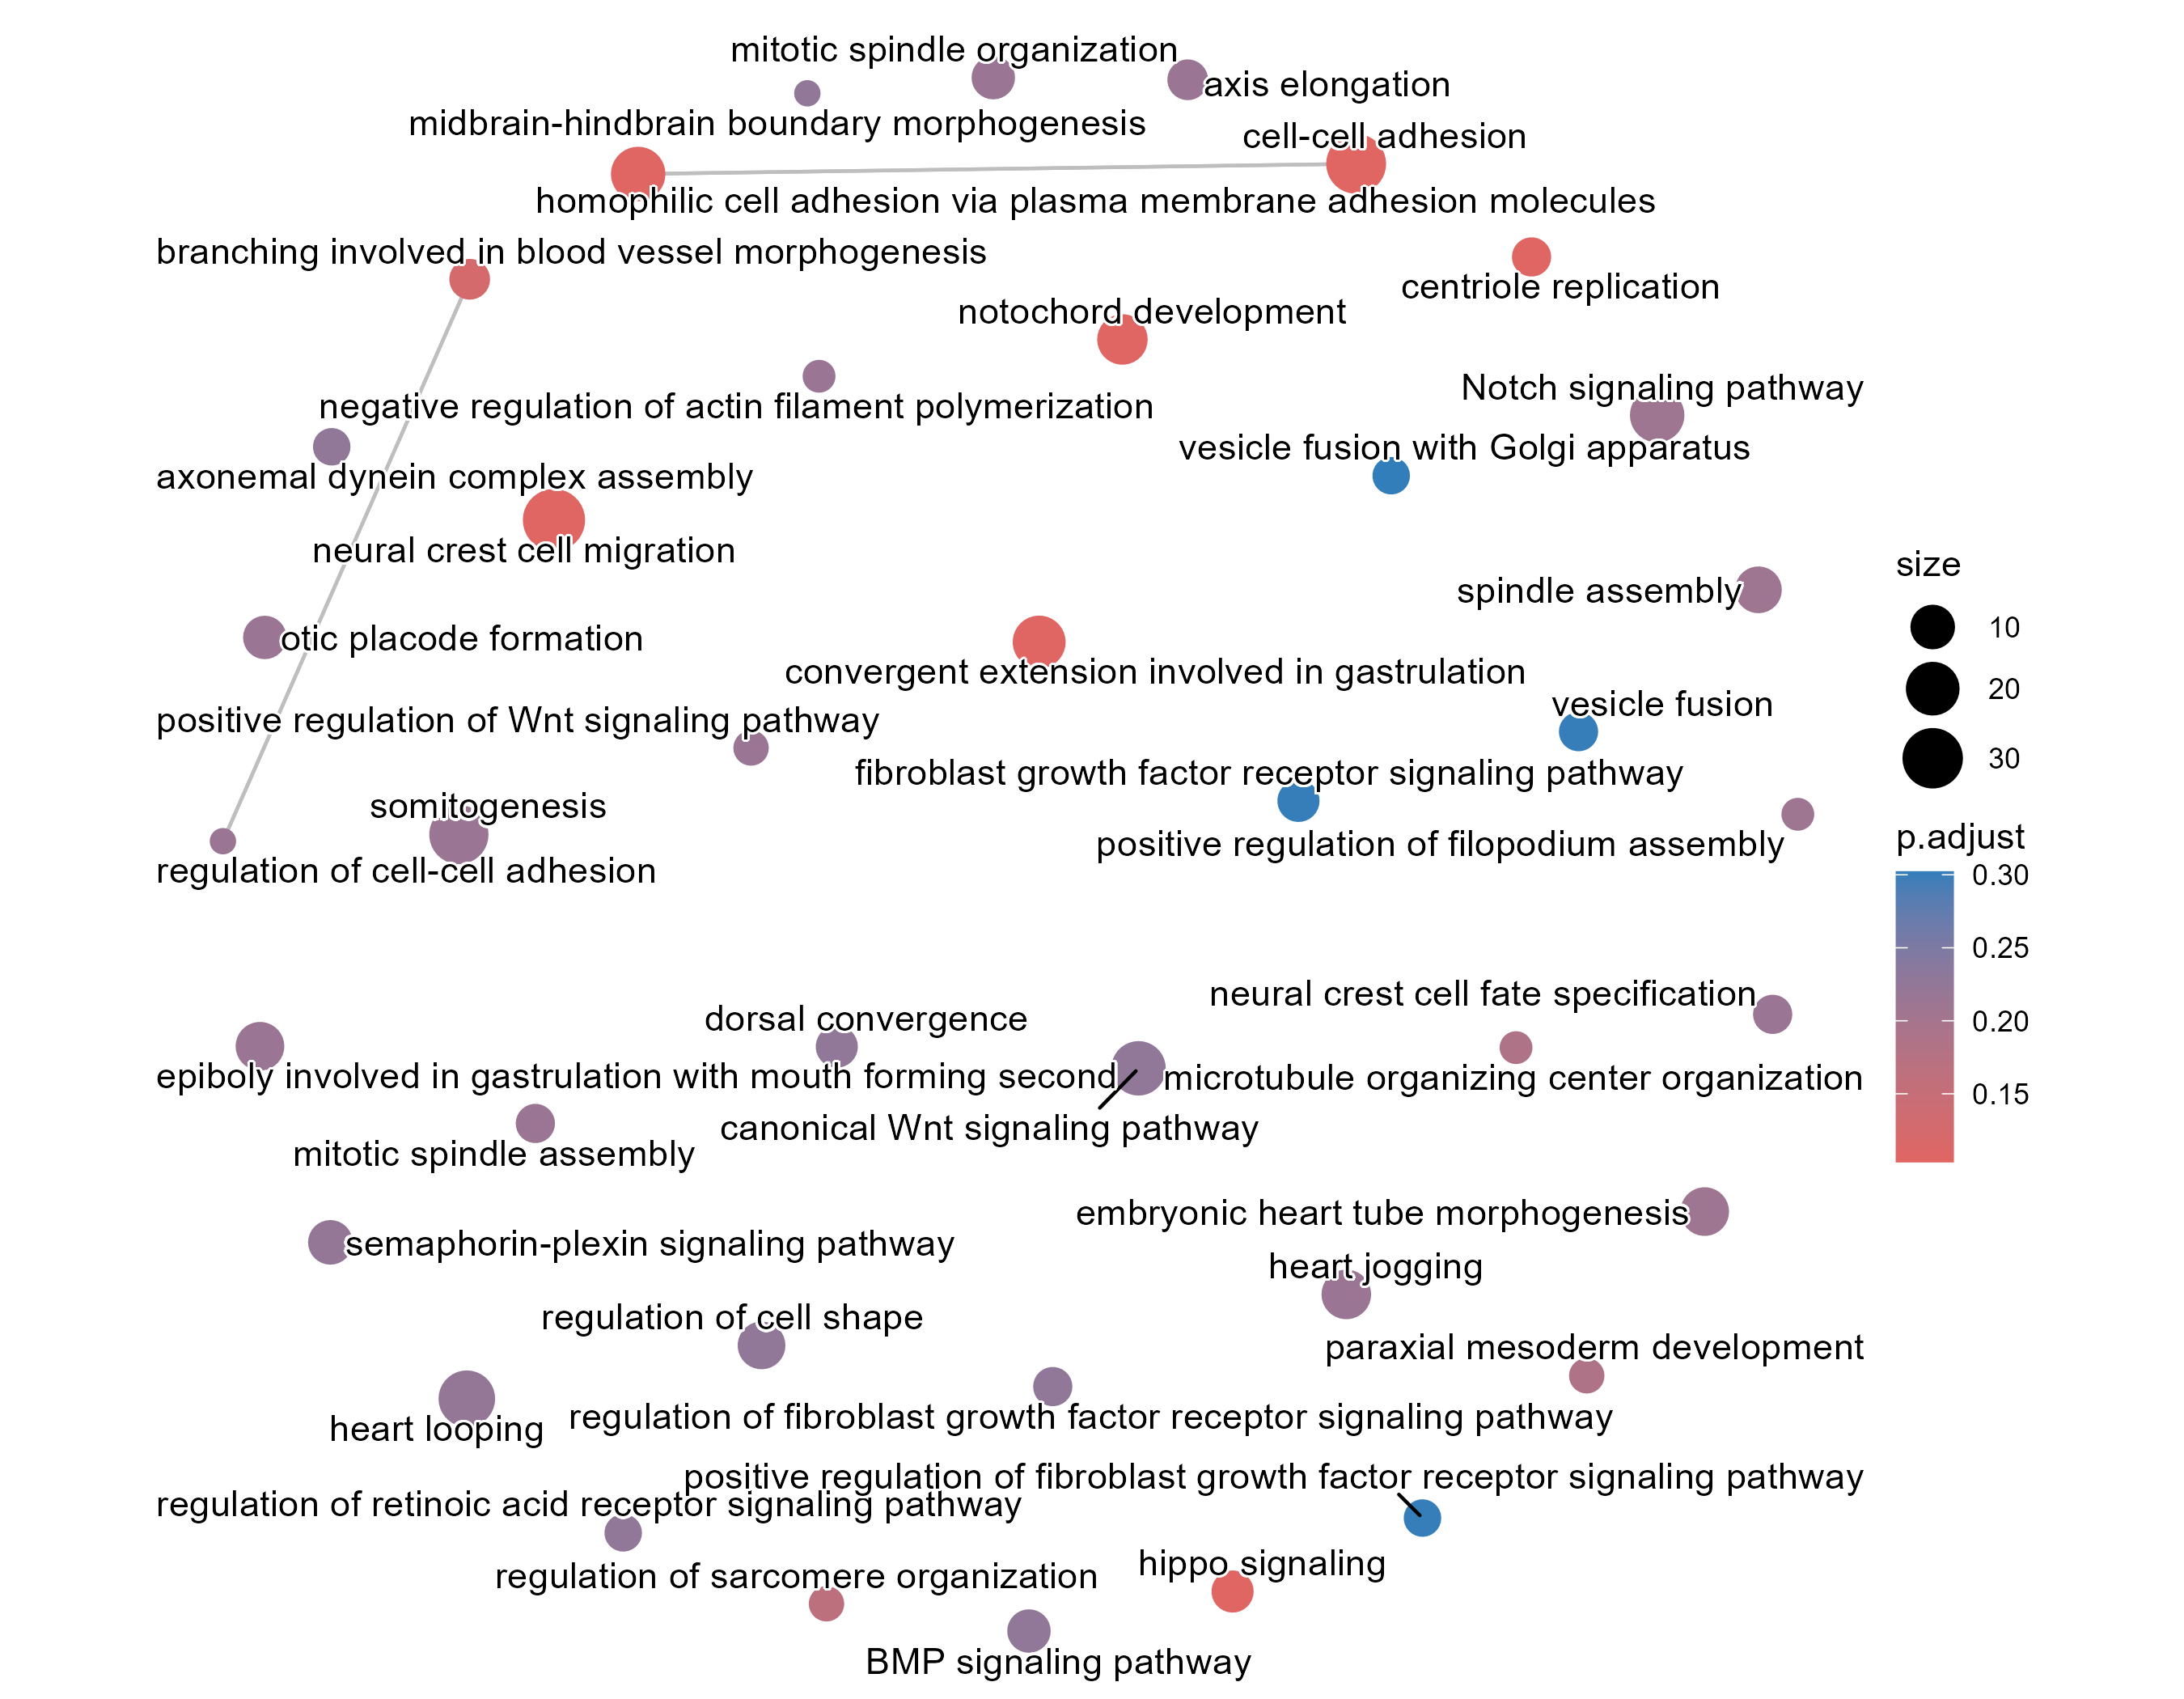 mitotic spindle organization
axis elongation
midbrain-hindbrain boundary morphogenesis
cell-cell adhesion
homophilic cell adhesion via plasma membrane adhesion molecules
branching involved in blood vessel morphogenesis
centriole replication
notochord development
Notch signaling pathway
negative regulation of actin filament polymerization
vesicle fusion with Golgi apparatus
axonemal dynein complex assembly
neural crest cell migration
size
spindle assembly
10
otic placode formation
convergent extension involved in gastrulation
20
vesicle fusion
positive regulation of Wnt signaling pathway
30
fibroblast growth factor receptor signaling pathway
somitogenesis
positive regulation of filopodium assembly
p.adjust
regulation of cell-cell adhesion
0.30
0.25
neural crest cell fate specification
dorsal convergence
0.20
epiboly involved in gastrulation with mouth forming second
microtubule organizing center organization
0.15
canonical Wnt signaling pathway
mitotic spindle assembly
embryonic heart tube morphogenesis
semaphorin-plexin signaling pathway
heart jogging
regulation of cell shape
paraxial mesoderm development
heart looping
regulation of fibroblast growth factor receptor signaling pathway
positive regulation of fibroblast growth factor receptor signaling pathway
regulation of retinoic acid receptor signaling pathway
hippo signaling
regulation of sarcomere organization
BMP signaling pathway